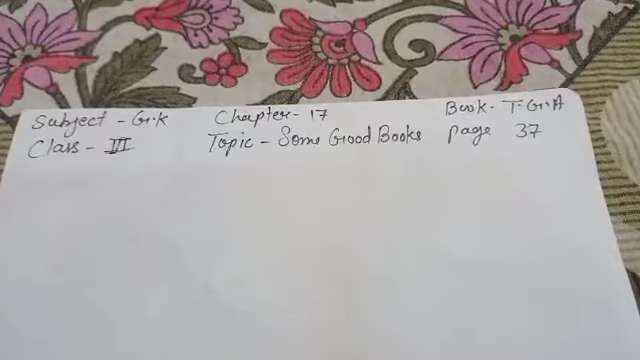 Subject - G.K Chapter - 17 Book - T.G.A
Class - III Topic - Some Good Books page 37